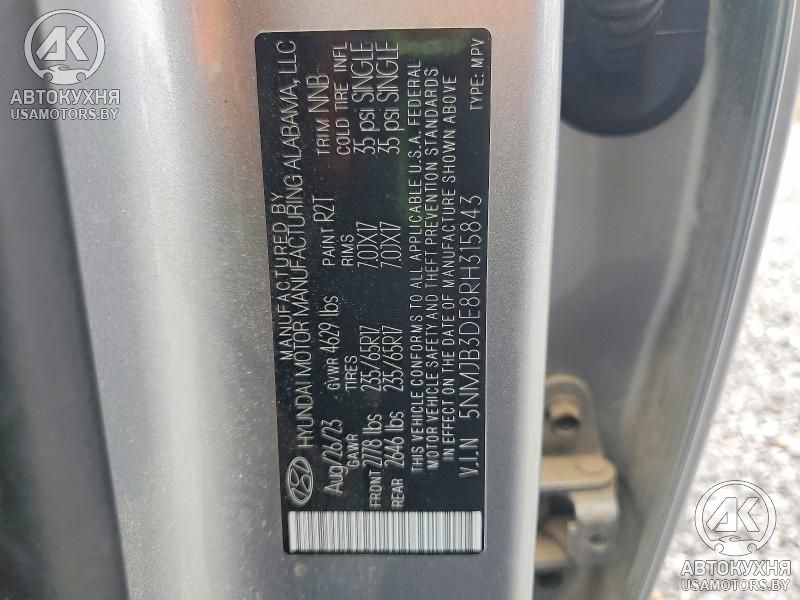 MANUFACTURED BY
HYUNDAI MOTOR MANUFACTURING ALABAMA, LLC
Aug/26/23 GVWR 4629 lbs PAINT R2T TRIM NNB
GAWR TIRES RIMS COLD TIRE INFL
FRONT 2778 lbs 235/65R17 7.0JX17 35 psi SINGLE
REAR 2646 lbs 235/65R17 7.0JX17 35 psi SINGLE
THIS VEHICLE CONFORMS TO ALL APPLICABLE U.S.A. FEDERAL
MOTOR VEHICLE SAFETY AND THEFT PREVENTION STANDARDS
IN EFFECT ON THE DATE OF MANUFACTURE SHOWN ABOVE
V.I.N 5NMJB3DE8RH315843 TYPE: MPV
АК
АВТОКУХНЯ
USAMOTORS.BY
АК
АВТОКУХНЯ
USAMOTORS.BY